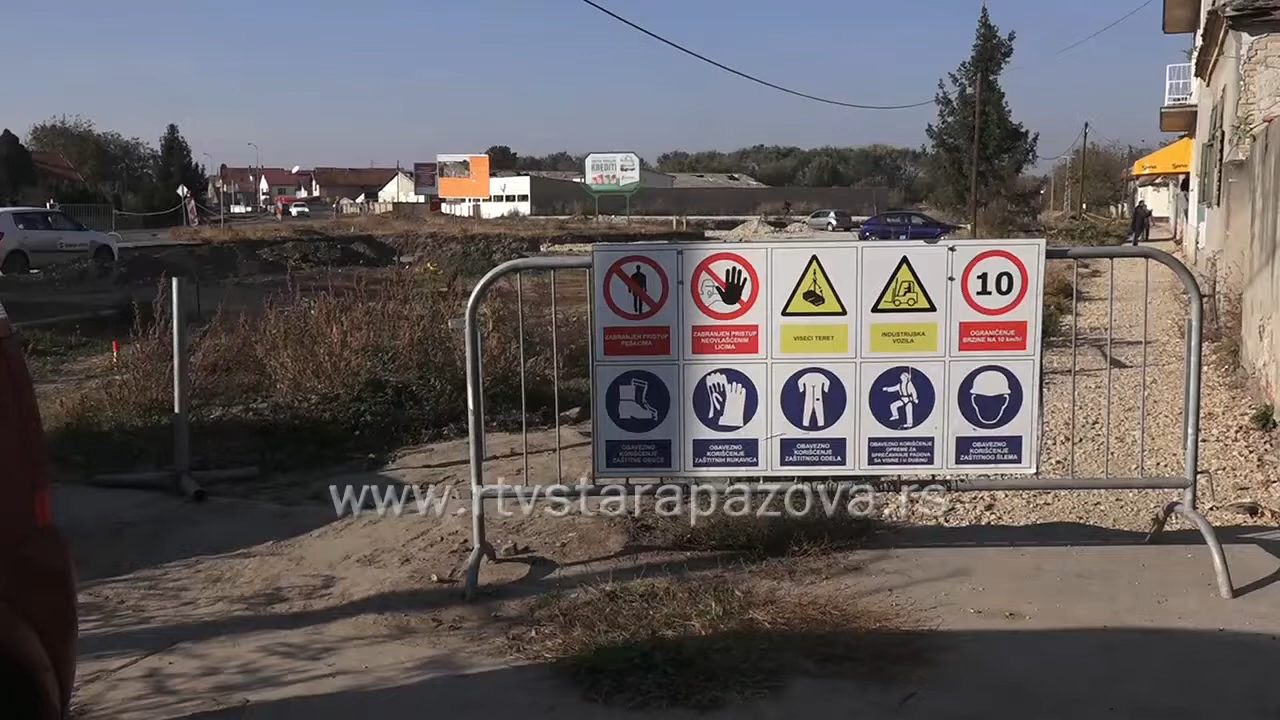 KREDITI
10
ZABRANJEN PRISTUP
PEŠACIMA
ZABRANJEN PRISTUP
NEOVLAŠĆENIM
LICIMA
VISEĆI TERET
INDUSTRIJSKA
VOZILA
OGRANIČENJE
BRZINE NA 10 km/h!
OBAVEZNO
KORIŠĆENJE
ZAŠTITNE OBUĆE
OBAVEZNO
KORIŠĆENJE
ZAŠTITNIH RUKAVICA
OBAVEZNO
KORIŠĆENJE
ZAŠTITNOG ODELA
OBAVEZNO KORIŠĆENJE
OPREME ZA
SPREČAVANJE PADOVA
SA VISINE I U DUBINU
OBAVEZNO
KORIŠĆENJE
ZAŠTITNOG ŠLEMA
www.rtvstarapazova.rs